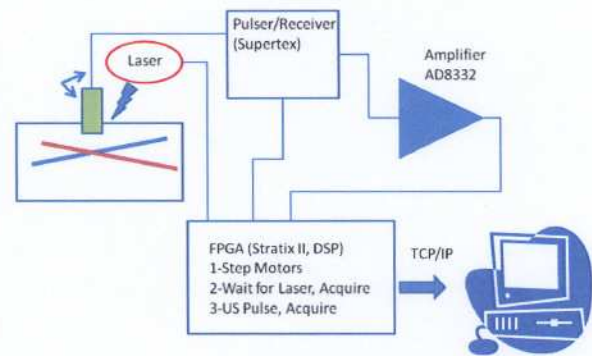 Pulser/Receiver
(Supertex)
Laser
Amplifier
AD8332
FPGA (Stratix II, DSP)
1-Step Motors
2-Wait for Laser, Acquire
3-US Pulse, Acquire
TCP/IP